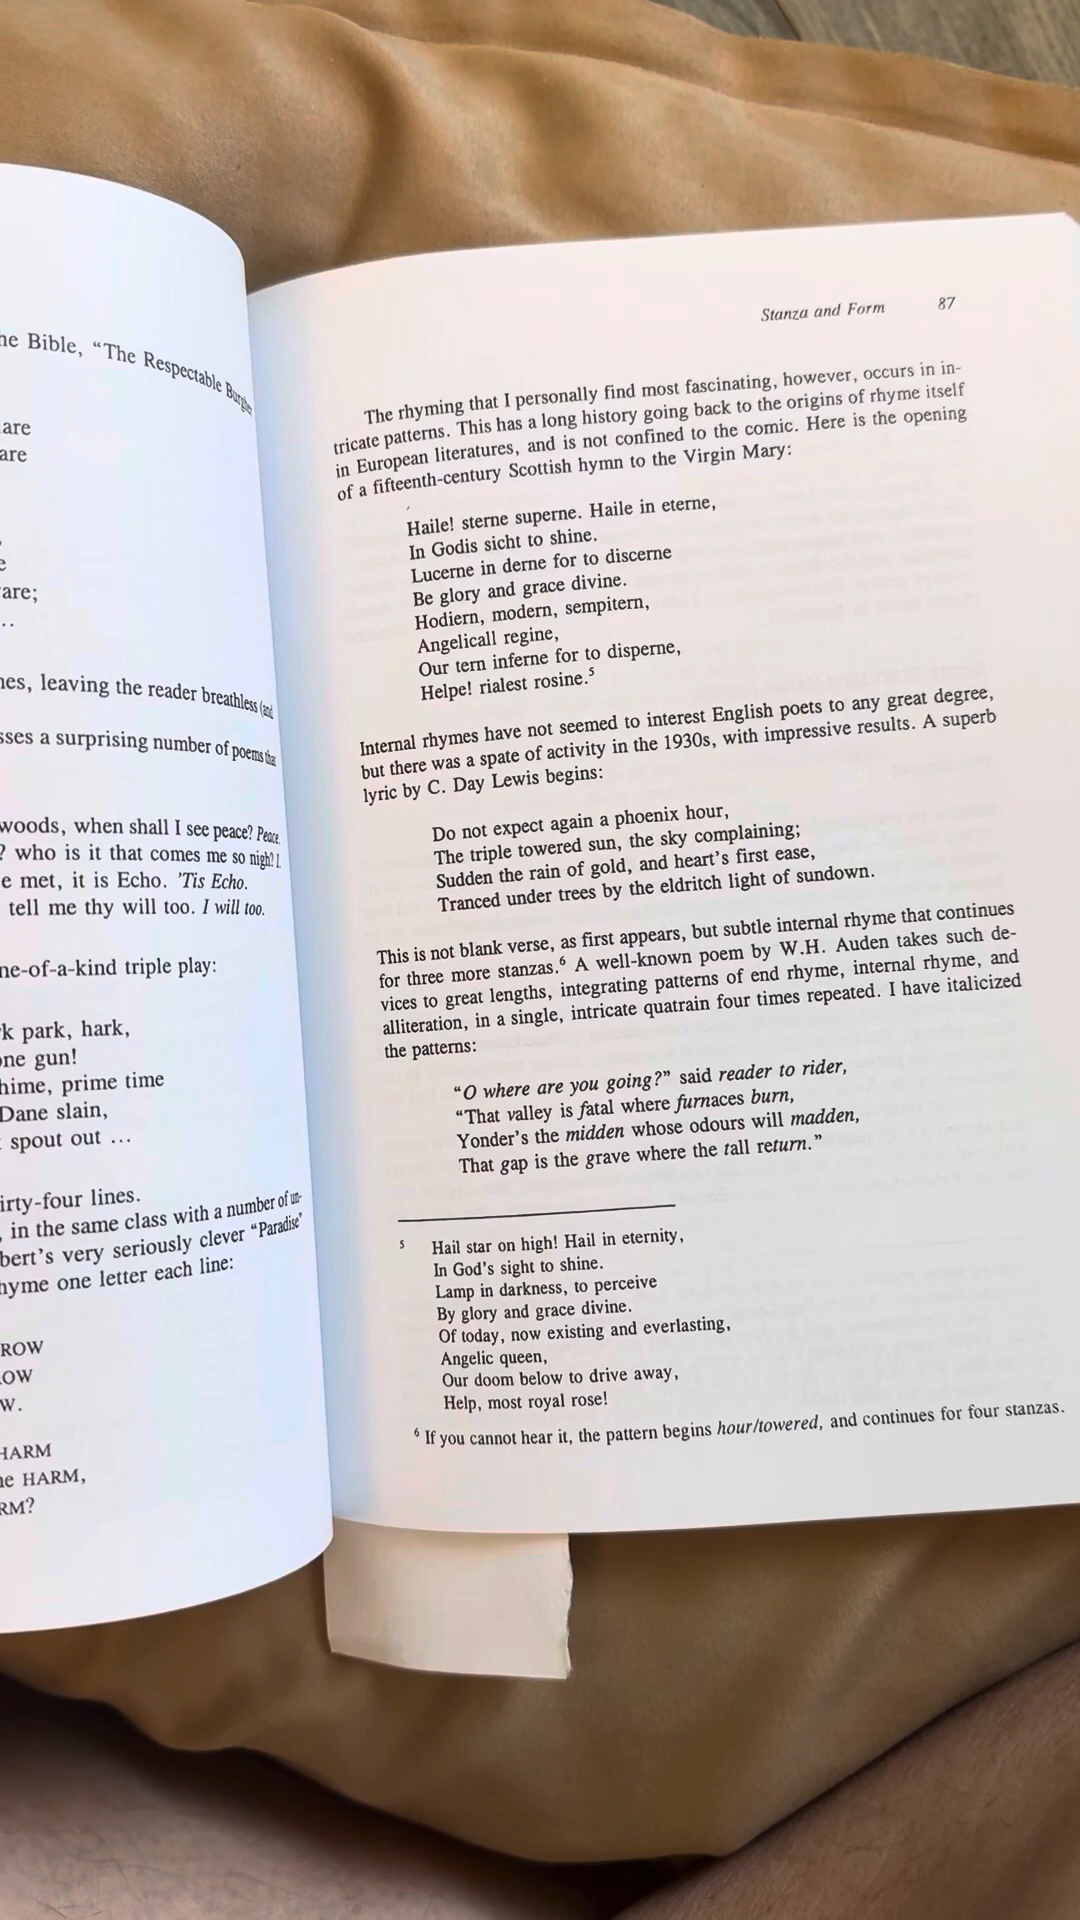 he Bible, “The Respectable Burgher
are
are
e
are;
..
nes, leaving the reader breathless (and
sses a surprising number of poems that
woods, when shall I see peace? Peace.
? who is it that comes me so nigh? I.
e met, it is Echo. 'Tis Echo.
tell me thy will too. I will too.
ne-of-a-kind triple play:
k park, hark,
one gun!
hime, prime time
Dane slain,
spout out ...
irty-four lines.
, in the same class with a number of un-
bert's very seriously clever “Paradise”
hyme one letter each line:
ROW
OW
W.
HARM
ne HARM,
RM?
Stanza and Form 87
The rhyming that I personally find most fascinating, however, occurs in in-
tricate patterns. This has a long history going back to the origins of rhyme itself
in European literatures, and is not confined to the comic. Here is the opening
of a fifteenth-century Scottish hymn to the Virgin Mary:
Haile! sterne superne. Haile in eterne,
In Godis sicht to shine.
Lucerne in derne for to discerne
Be glory and grace divine.
Hodiern, modern, sempitern,
Angelicall regine,
Our tern inferne for to disperne,
Helpe! rialest rosine.5
Internal rhymes have not seemed to interest English poets to any great degree,
but there was a spate of activity in the 1930s, with impressive results. A superb
lyric by C. Day Lewis begins:
Do not expect again a phoenix hour,
The triple towered sun, the sky complaining;
Sudden the rain of gold, and heart's first ease,
Tranced under trees by the eldritch light of sundown.
This is not blank verse, as first appears, but subtle internal rhyme that continues
for three more stanzas.6 A well-known poem by W.H. Auden takes such de-
vices to great lengths, integrating patterns of end rhyme, internal rhyme, and
alliteration, in a single, intricate quatrain four times repeated. I have italicized
the patterns:
“O where are you going?” said reader to rider,
“That valley is fatal where furnaces burn,
Yonder's the midden whose odours will madden,
That gap is the grave where the tall return.”
5 Hail star on high! Hail in eternity,
In God's sight to shine.
Lamp in darkness, to perceive
By glory and grace divine.
Of today, now existing and everlasting,
Angelic queen,
Our doom below to drive away,
Help, most royal rose!
6 If you cannot hear it, the pattern begins hour/towered, and continues for four stanzas.